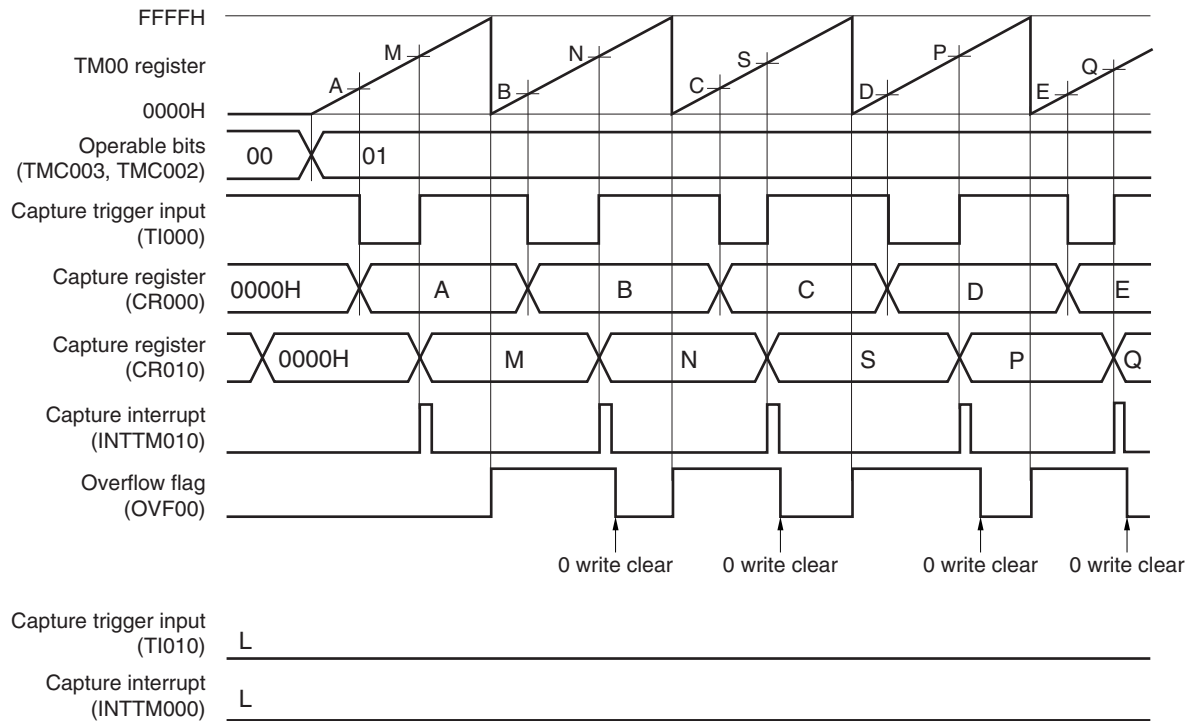 FFFFH
TM00 register
0000H
A
M
B
N
C
S
D
P
E
Q
Operable bits
(TMC003, TMC002)
00
01
Capture trigger input
(TI000)
Capture register
(CR000)
0000H
A
B
C
D
E
Capture register
(CR010)
0000H
M
N
S
P
Q
Capture interrupt
(INTTM010)
Overflow flag
(OVF00)
0 write clear
0 write clear
0 write clear
0 write clear
Capture trigger input
(TI010)
L
Capture interrupt
(INTTM000)
L